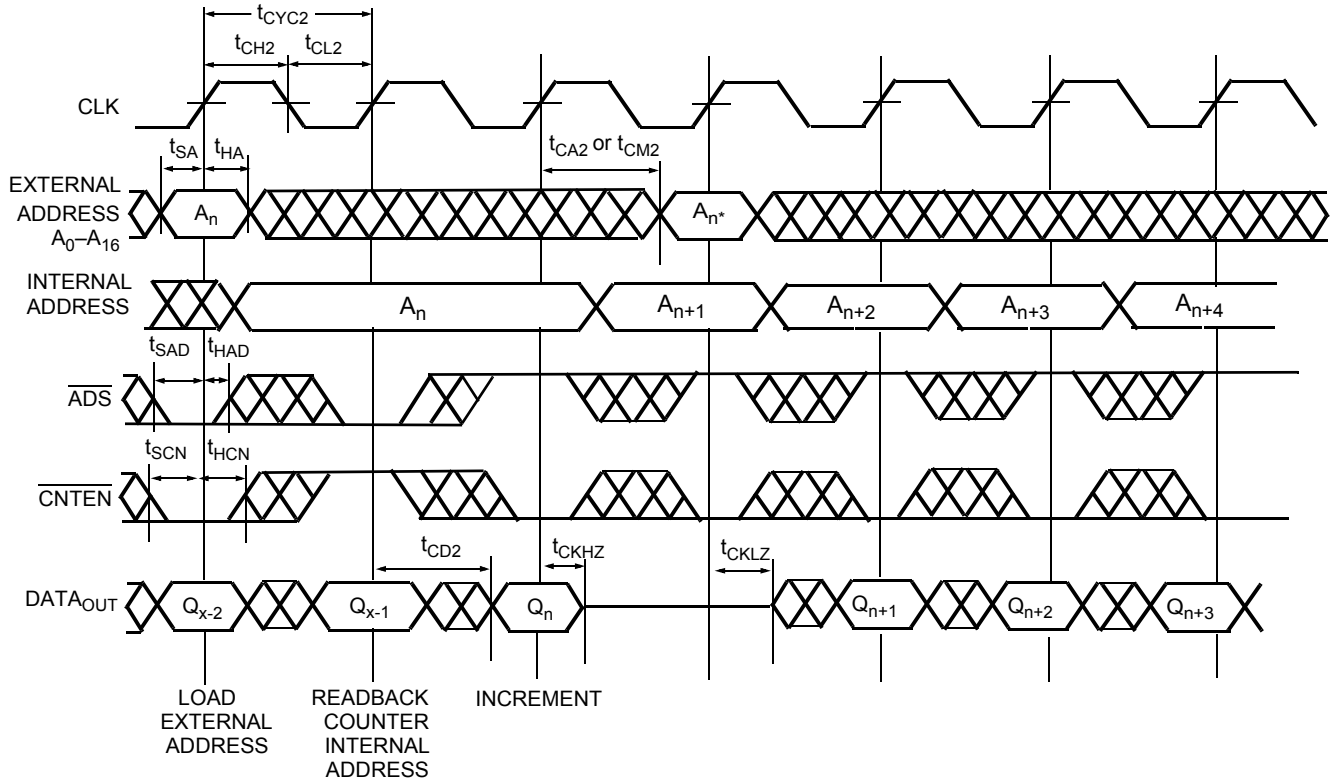 tCYC2
tCH2 tCL2
CLK
tSA tHA tCA2 or tCM2
EXTERNAL
ADDRESS
A0–A16
An An*
INTERNAL
ADDRESS
An An+1 An+2 An+3 An+4
tSAD tHAD
ADS
tSCN tHCN
CNTEN
tCD2 tCKHZ tCKLZ
DATAOUT
Qx-2 Qx-1 Qn Qn+1 Qn+2 Qn+3
LOAD
EXTERNAL
ADDRESS
READBACK
COUNTER
INTERNAL
ADDRESS
INCREMENT